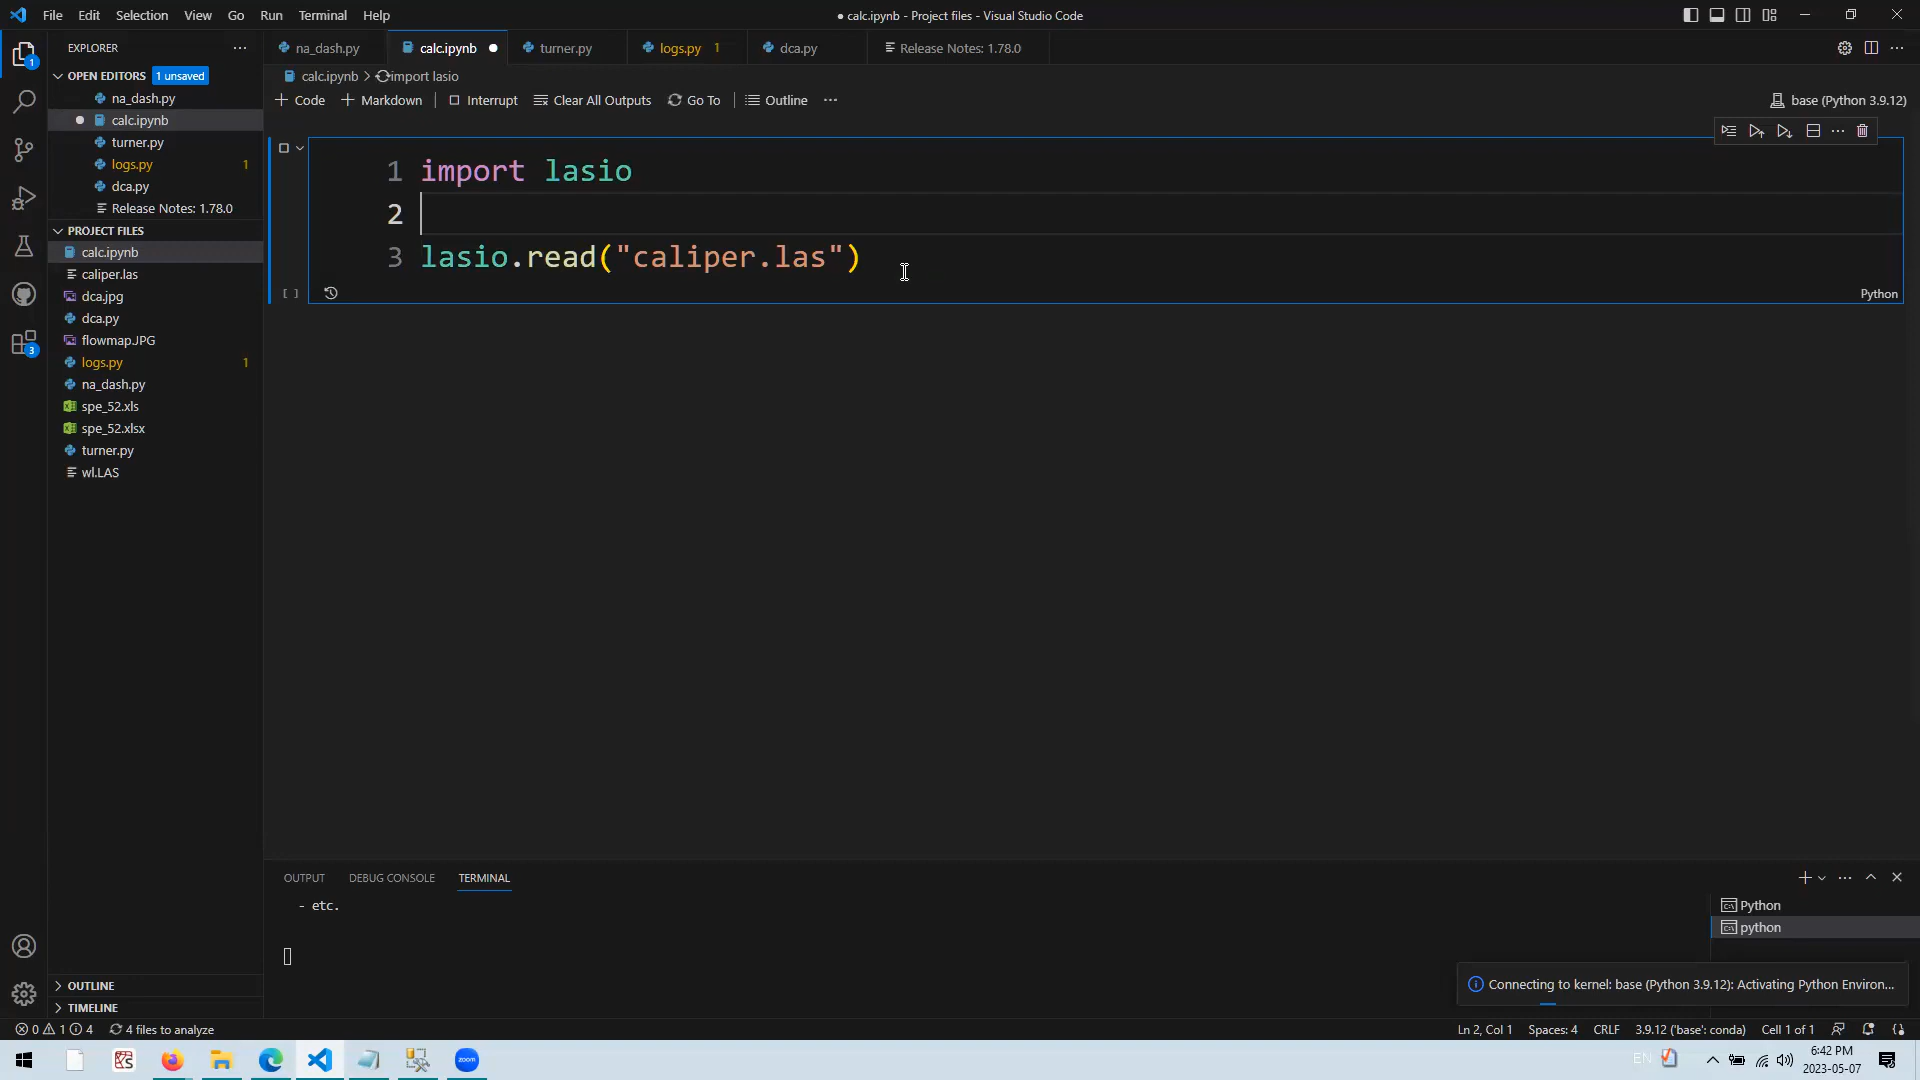 File Edit Selection View Go Run Terminal Help
● calc.ipynb - Project files - Visual Studio Code
EXPLORER
OPEN EDITORS 1 unsaved
na_dash.py
calc.ipynb
turner.py
logs.py 1
dca.py
Release Notes: 1.78.0
PROJECT FILES
calc.ipynb
caliper.las
dca.jpg
dca.py
flowmap.JPG
logs.py 1
na_dash.py
spe_52.xls
spe_52.xlsx
turner.py
wl.LAS
OUTLINE
TIMELINE
1
3
na_dash.py calc.ipynb turner.py logs.py 1 dca.py Release Notes: 1.78.0
calc.ipynb > import lasio
Code Markdown Interrupt Clear All Outputs Go To Outline
base (Python 3.9.12)
1 import lasio
2
3 lasio.read("caliper.las")
[ ]
Python
OUTPUT DEBUG CONSOLE TERMINAL
- etc.
Python
python
Connecting to kernel: base (Python 3.9.12): Activating Python Environ...
0 1 4 4 files to analyze
Ln 2, Col 1 Spaces: 4 CRLF 3.9.12 ('base': conda) Cell 1 of 1
zoom
EN
6:42 PM
2023-05-07